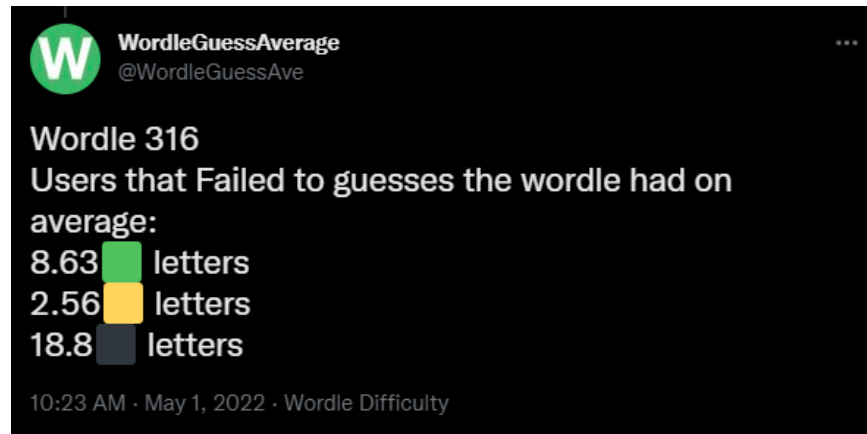 W
WordleGuessAverage
@WordleGuessAve
Wordle 316
Users that Failed to guesses the wordle had on
average:
8.63🟩 letters
2.56🟨 letters
18.8⬛ letters
10:23 AM · May 1, 2022 · Wordle Difficulty